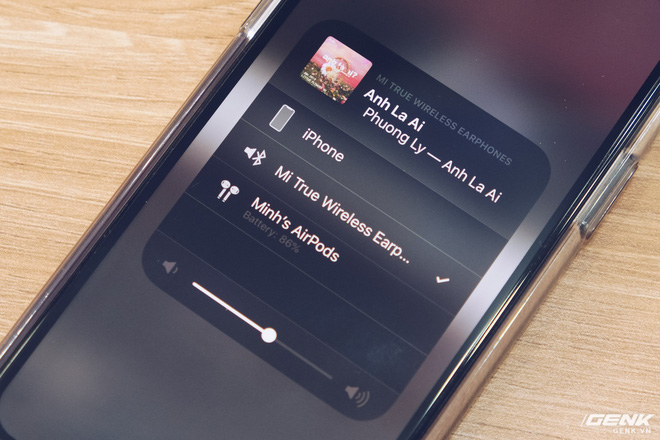 MI TRUE WIRELESS EARPHONES
Anh La Ai
Phuong Ly — Anh La Ai
iPhone
Mi True Wireless Earp...
Minh's AirPods
Battery: 86%
GENK
GENK.VN